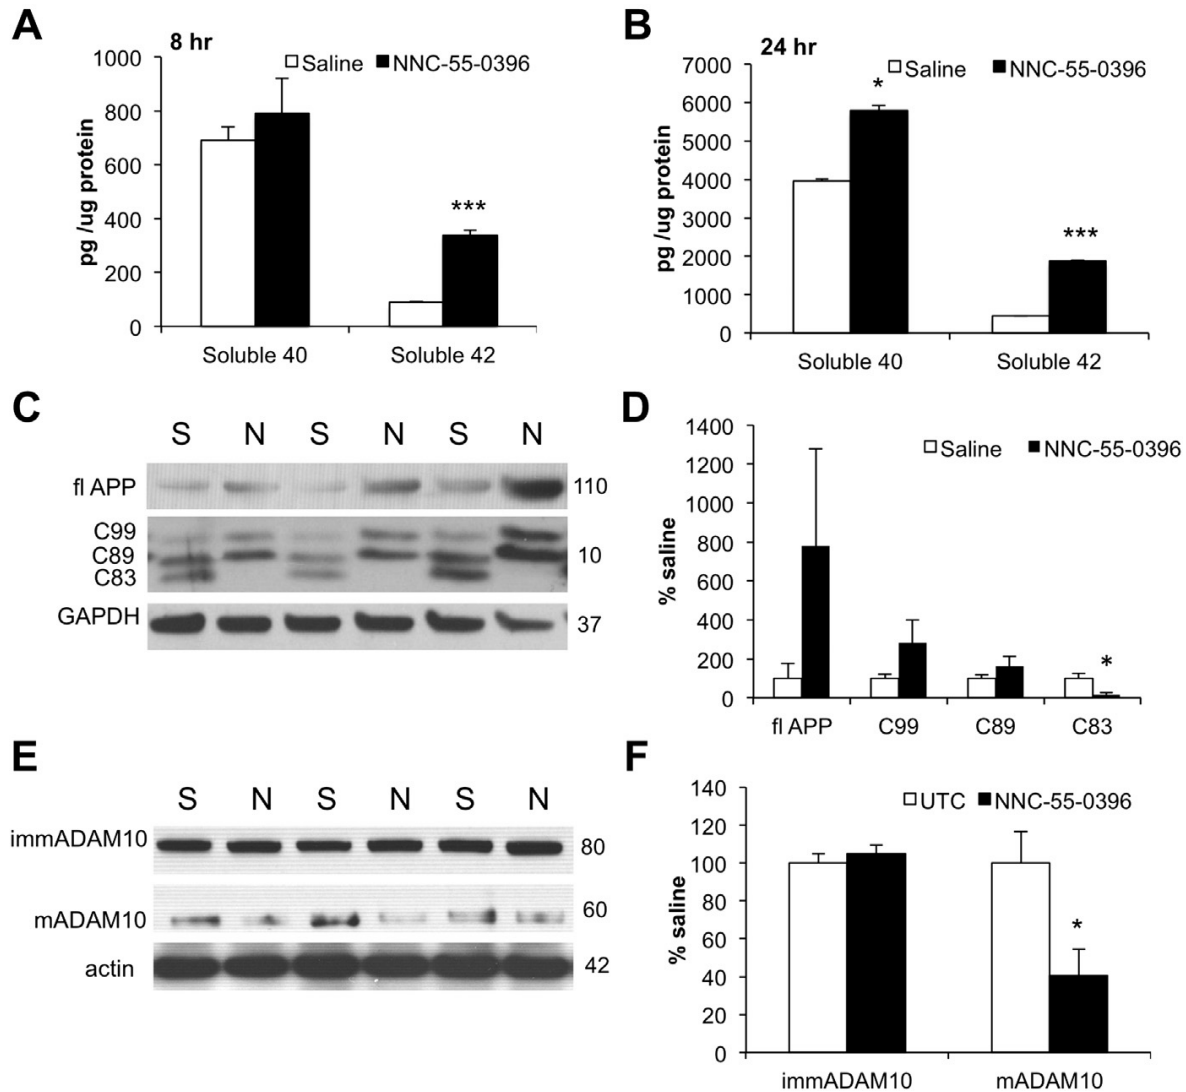 A
8 hr
Saline NNC-55-0396
pg /ug protein
1000
800
600
400
200
0
***
Soluble 40 Soluble 42
B
24 hr
Saline NNC-55-0396
pg /ug protein
7000
6000
5000
4000
3000
2000
1000
0
*
***
Soluble 40 Soluble 42
C
S N S N S N
fl APP 110
C99
C89 10
C83
GAPDH 37
D
Saline NNC-55-0396
% saline
1400
1200
1000
800
600
400
200
0
*
fl APP C99 C89 C83
E
S N S N S N
immADAM10 80
mADAM10 60
actin 42
F
UTC NNC-55-0396
% saline
140
120
100
80
60
40
20
0
*
immADAM10 mADAM10